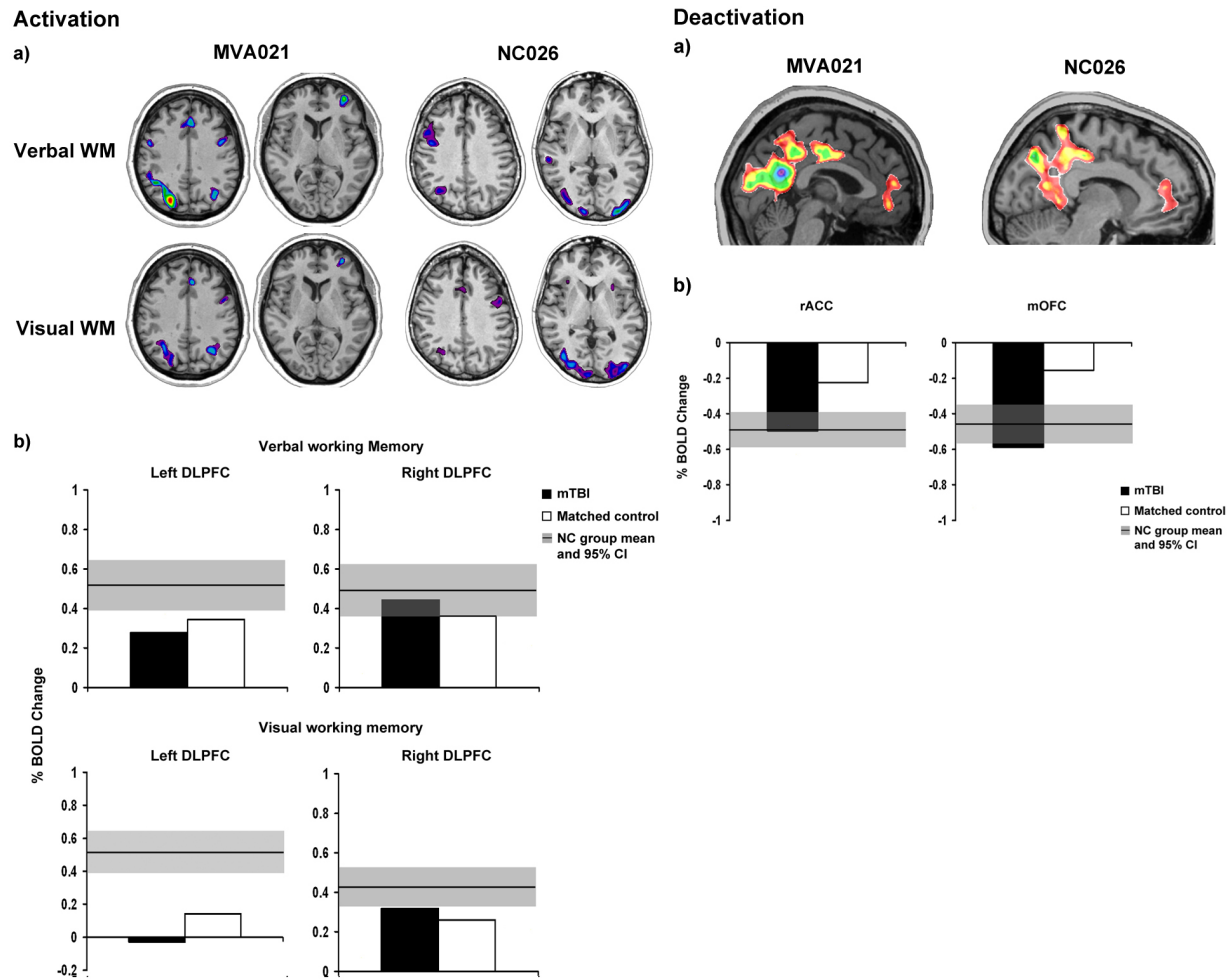 Activation
a)
MVA021
NC026
Verbal WM
Visual WM
b)
Verbal working Memory
Left DLPFC
Right DLPFC
1
0.8
0.6
0.4
0.2
0
1
0.8
0.6
0.4
0.2
0
mTBI
Matched control
NC group mean
and 95% CI
% BOLD Change
Visual working memory
Left DLPFC
Right DLPFC
1
0.8
0.6
0.4
0.2
0
-0.2
1
0.8
0.6
0.4
0.2
0
Deactivation
a)
MVA021
NC026
b)
rACC
mOFC
% BOLD Change
0
-0.2
-0.4
-0.6
-0.8
-1
0
-0.2
-0.4
-0.6
-0.8
-1
mTBI
Matched control
NC group mean
and 95% CI